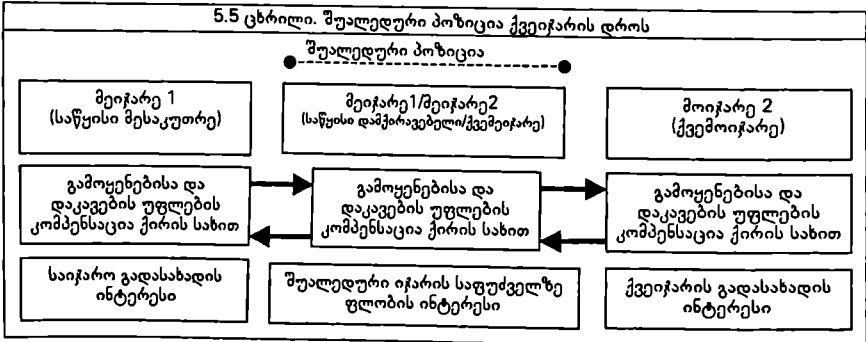 5.5 ცხრილი. შუალედური პოზიცია ქვეიჯარის დროს
შუალედური პოზიცია
მეიჯარე 1
(საწყისი მესაკუთრე)
მეიჯარე1/მეიჯარე2
(საწყისი დამქირავებელი/ქვემეიჯარე)
მოიჯარე 2
(ქვემოიჯარე)
გამოყენებისა და
დაკავების უფლების
კომპენსაცია ქირის სახით
გამოყენებისა და
დაკავების უფლების
კომპენსაცია ქირის სახით
გამოყენებისა და
დაკავების უფლების
კომპენსაცია ქირის სახით
საიჯარო გადასახადის
ინტერესი
შუალედური იჯარის საფუძველზე
ფლობის ინტერესი
ქვეიჯარის გადასახადის
ინტერესი